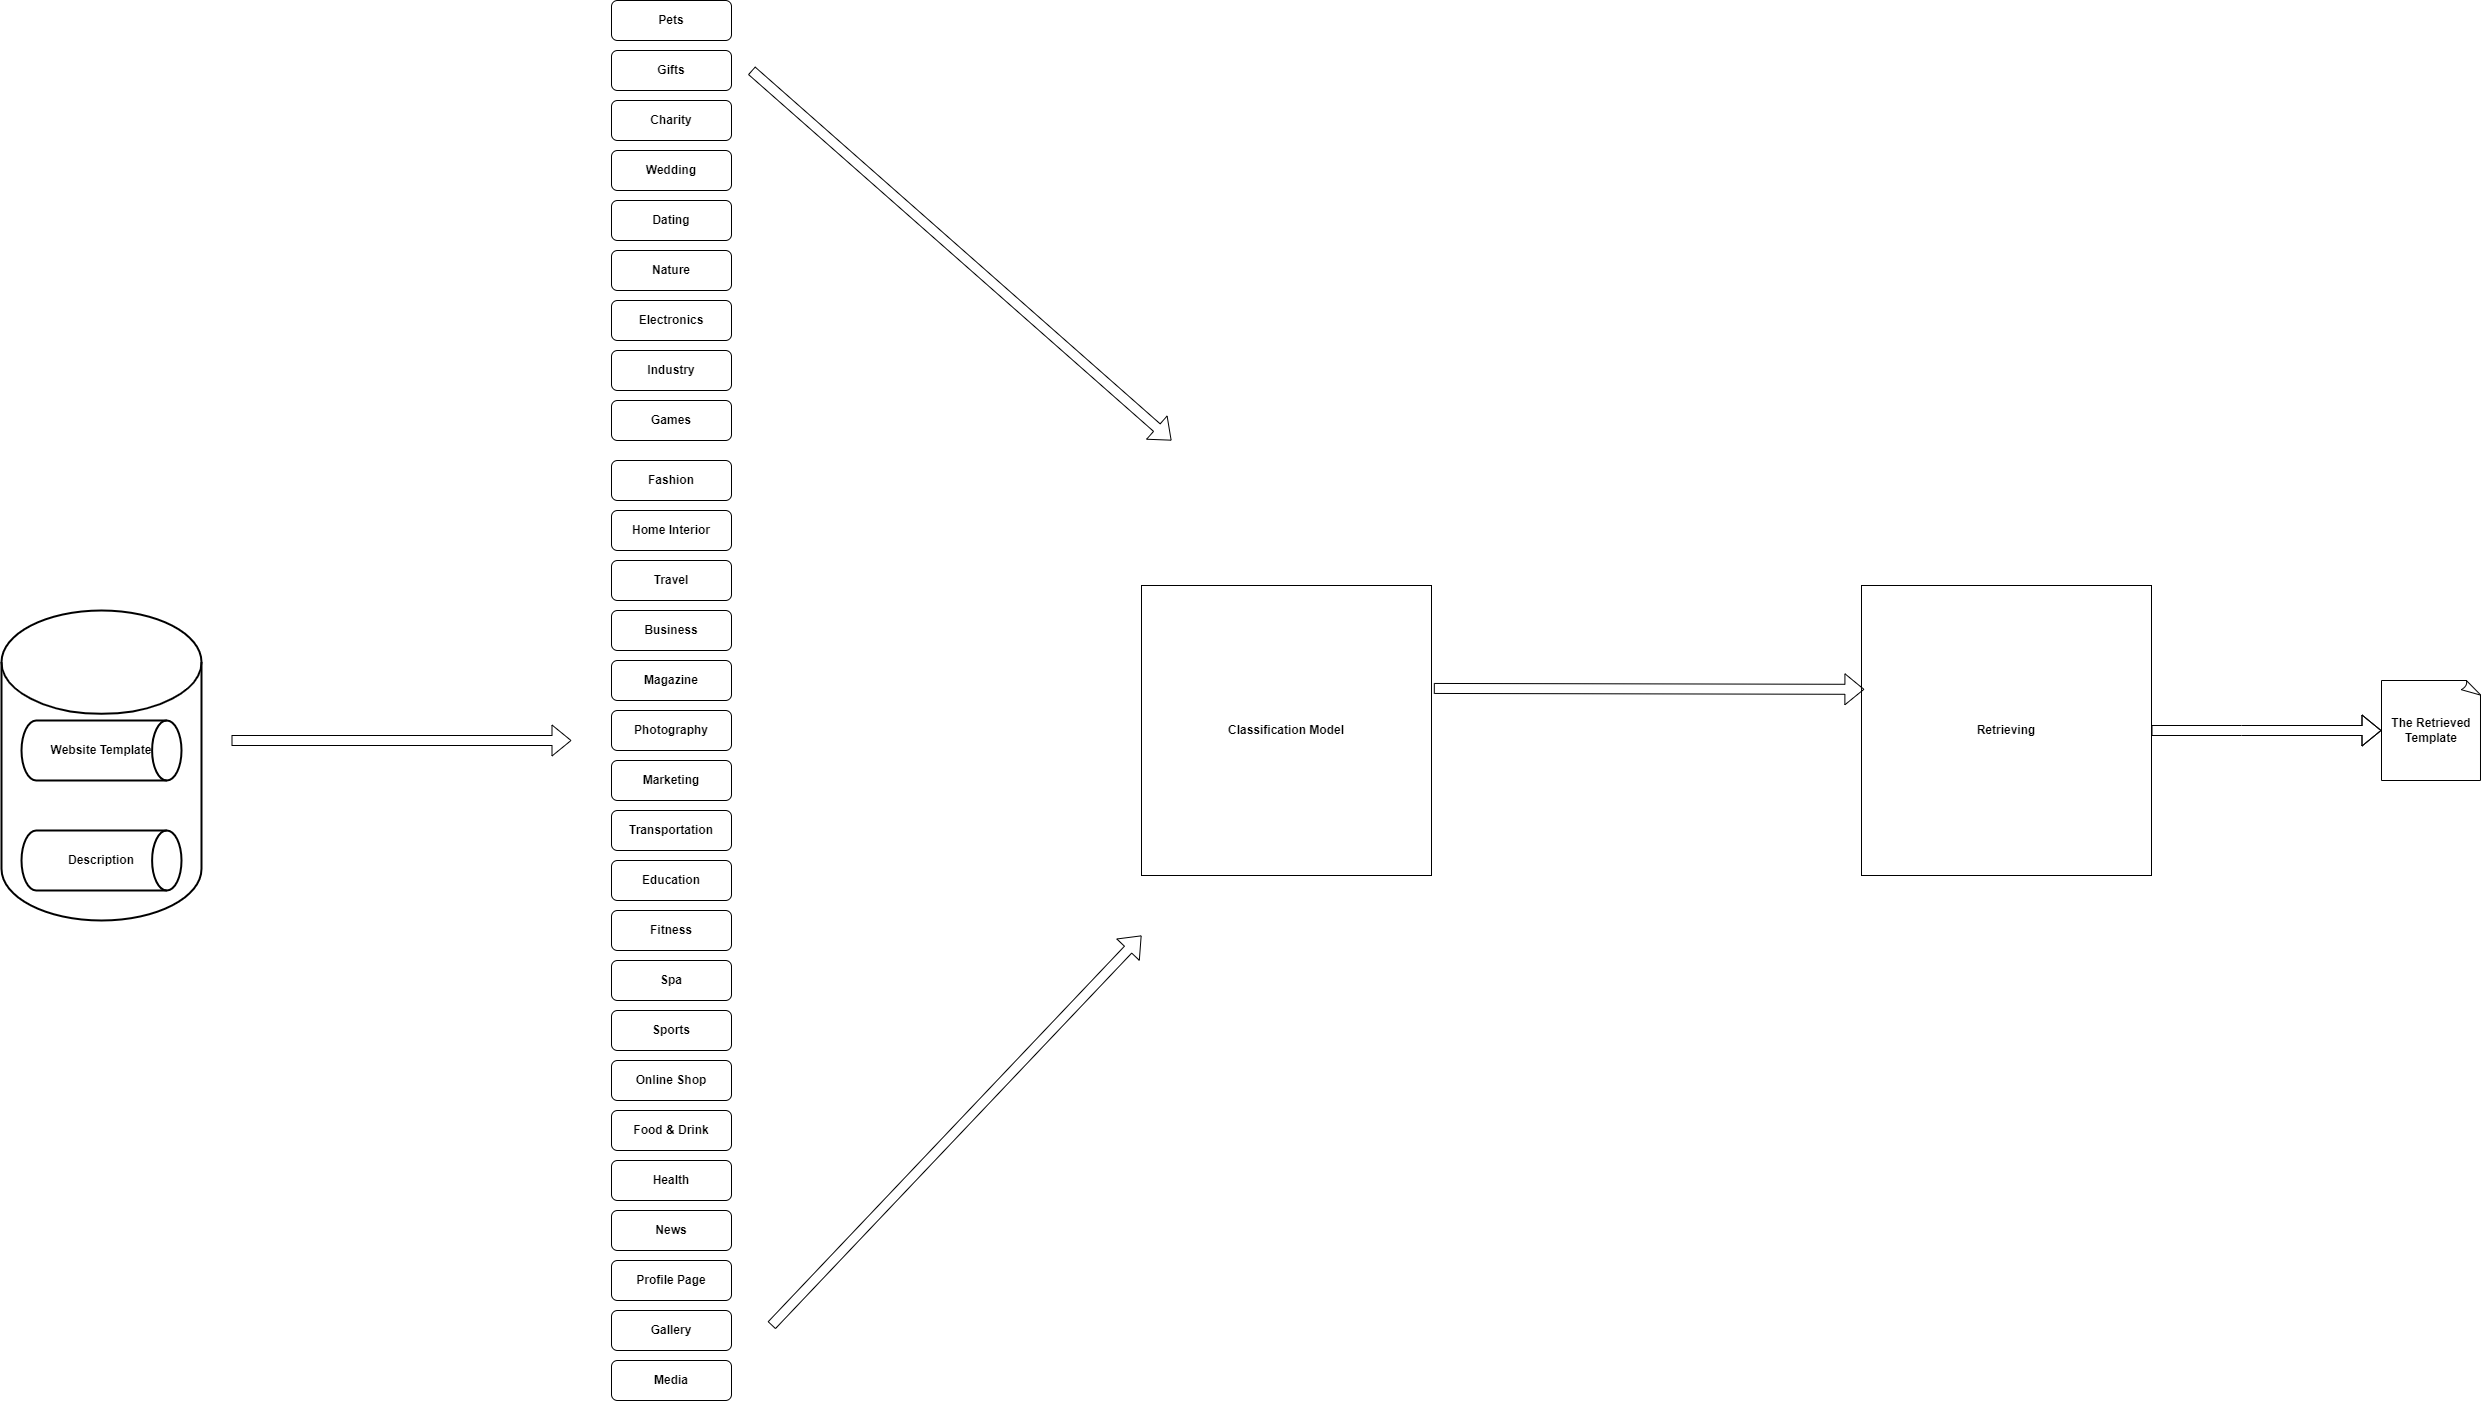 Pets
Gifts
Charity
Wedding
Dating
Nature
Electronics
Industry
Games
Fashion
Home Interior
Travel
Business
Magazine
Photography
Marketing
Transportation
Education
Fitness
Spa
Sports
Online Shop
Food & Drink
Health
News
Profile Page
Gallery
Media
Website Template
Description
Classification Model
Retrieving
The Retrieved
Template